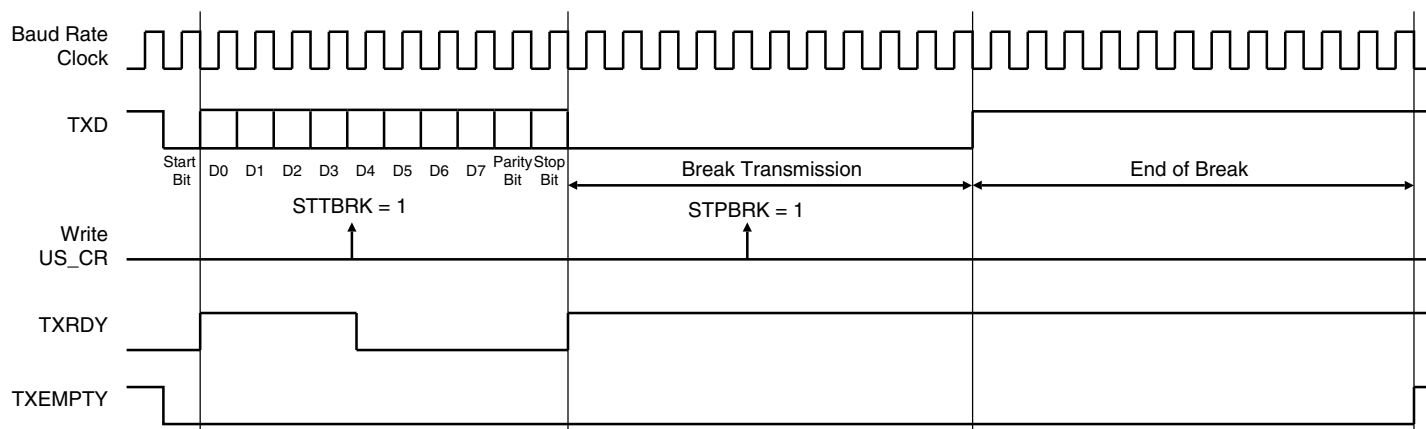 Baud Rate
Clock
TXD
Start
Bit
D0 D1 D2 D3 D4 D5 D6 D7
Parity
Bit
Stop
Bit
Break Transmission
End of Break
STTBRK = 1
STPBRK = 1
Write
US_CR
TXRDY
TXEMPTY